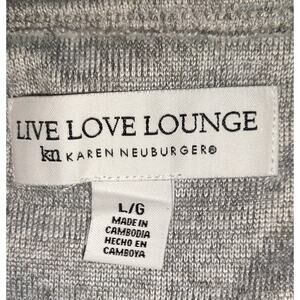 LIVE LOVE LOUNGE
kn KAREN NEUBURGER®
L/G
MADE IN
CAMBODIA
HECHO EN
CAMBOYA